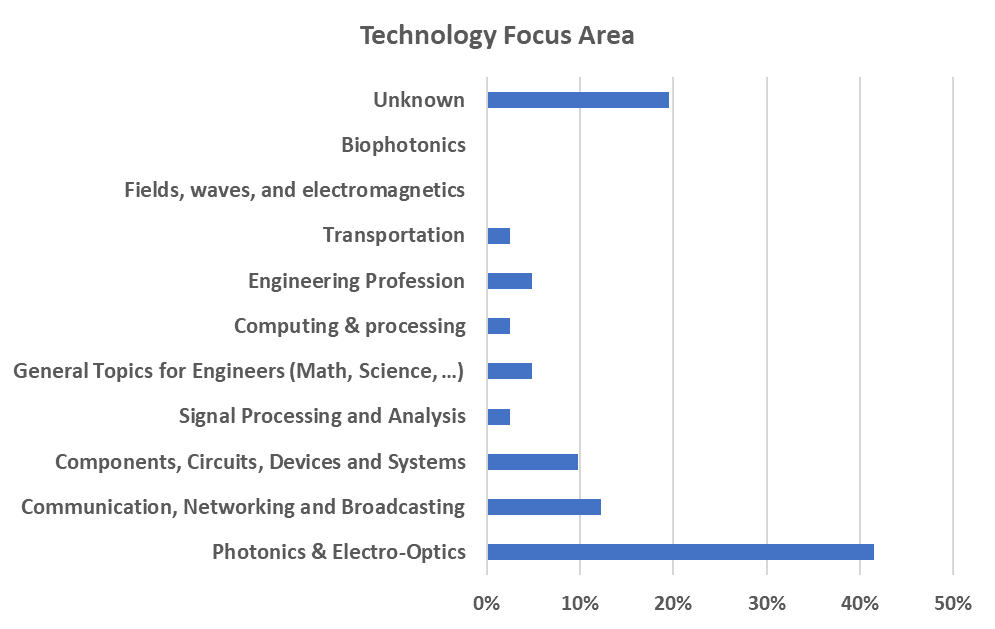 Technology Focus Area
Unknown
Biophotonics
Fields, waves, and electromagnetics
Transportation
Engineering Profession
Computing & processing
General Topics for Engineers (Math, Science, ...)
Signal Processing and Analysis
Components, Circuits, Devices and Systems
Communication, Networking and Broadcasting
Photonics & Electro-Optics
0% 10% 20% 30% 40% 50%